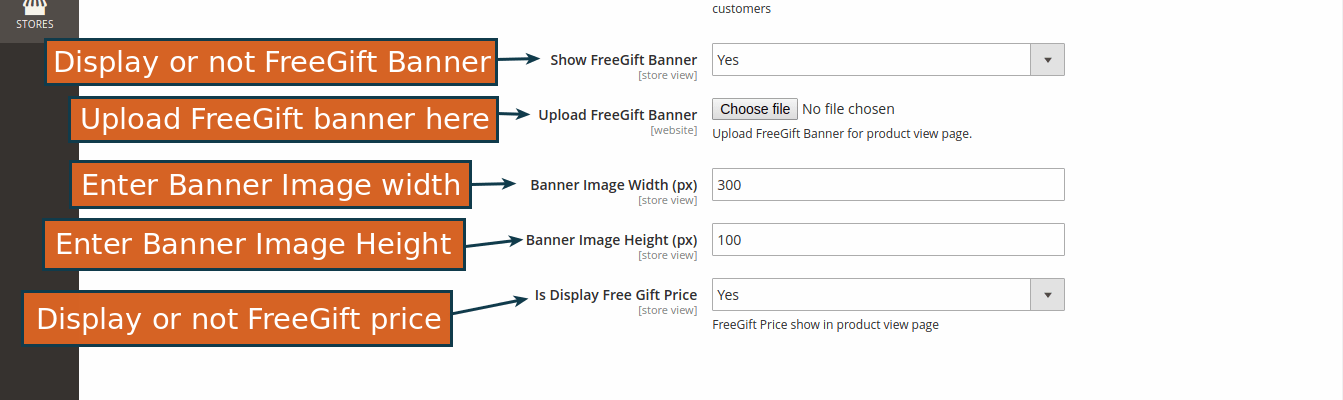 customers
STORES
Display or not FreeGift Banner
Show FreeGift Banner
[store view]
Yes
Upload FreeGift banner here
Upload FreeGift Banner
[website]
Choose file No file chosen
Upload FreeGift Banner for product view page.
Enter Banner Image width
Banner Image Width (px)
[store view]
300
Enter Banner Image Height
Banner Image Height (px)
[store view]
100
Display or not FreeGift price
Is Display Free Gift Price
[store view]
Yes
FreeGift Price show in product view page